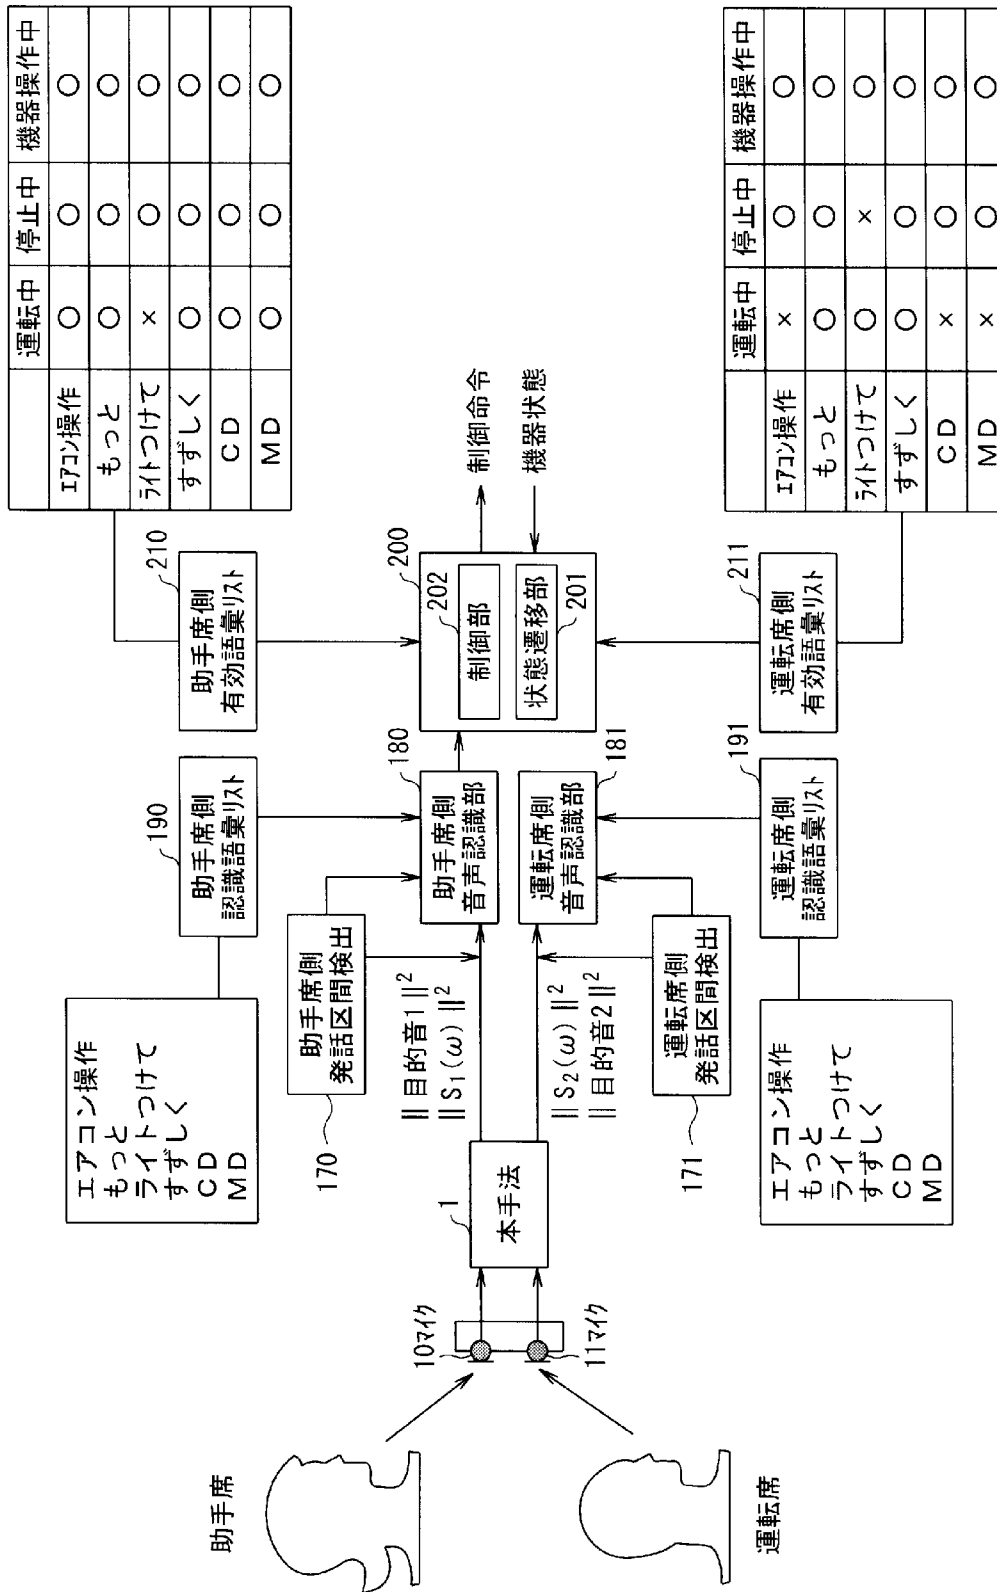 助手席
運転席
10マイク
11マイク
1
本手法
エアコン操作
もっと
ライトつけて
すずしく
CD
MD
190
助手席側
認識語彙リスト
170
助手席側
発話区間検出
‖目的音1‖²
‖S₁(ω)‖²
‖S₂(ω)‖²
‖目的音2‖²
運転席側
発話区間検出
171
180
助手席側
音声認識部
運転席側
音声認識部
181
エアコン操作
もっと
ライトつけて
すずしく
CD
MD
191
運転席側
認識語彙リスト
210
助手席側
有効語彙リスト
200
202
制御部
状態遷移部
201
制御命令
機器状態
211
運転席側
有効語彙リスト
運転中 停止中 機器操作中
エアコン操作 ○ ○ ○
もっと ○ ○ ○
ライトつけて × ○ ○
すずしく ○ ○ ○
CD ○ ○ ○
MD ○ ○ ○
運転中 停止中 機器操作中
エアコン操作 × ○ ○
もっと ○ ○ ○
ライトつけて ○ × ○
すずしく ○ ○ ○
CD × ○ ○
MD × ○ ○